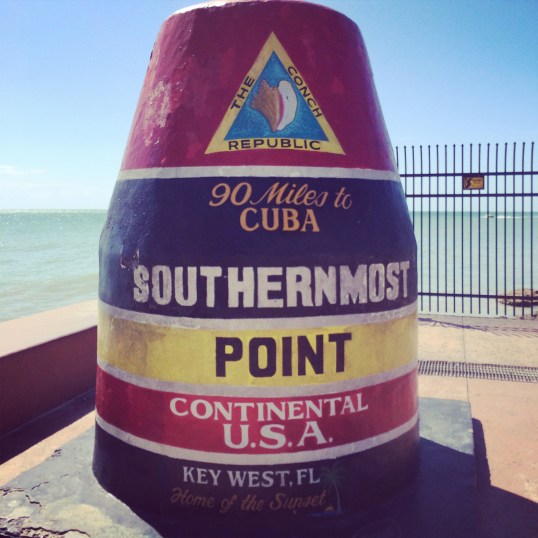 THE CONCH
REPUBLIC
90 Miles to
CUBA
SOUTHERNMOST
POINT
CONTINENTAL
U.S.A.
KEY WEST, FL
Home of the Sunset